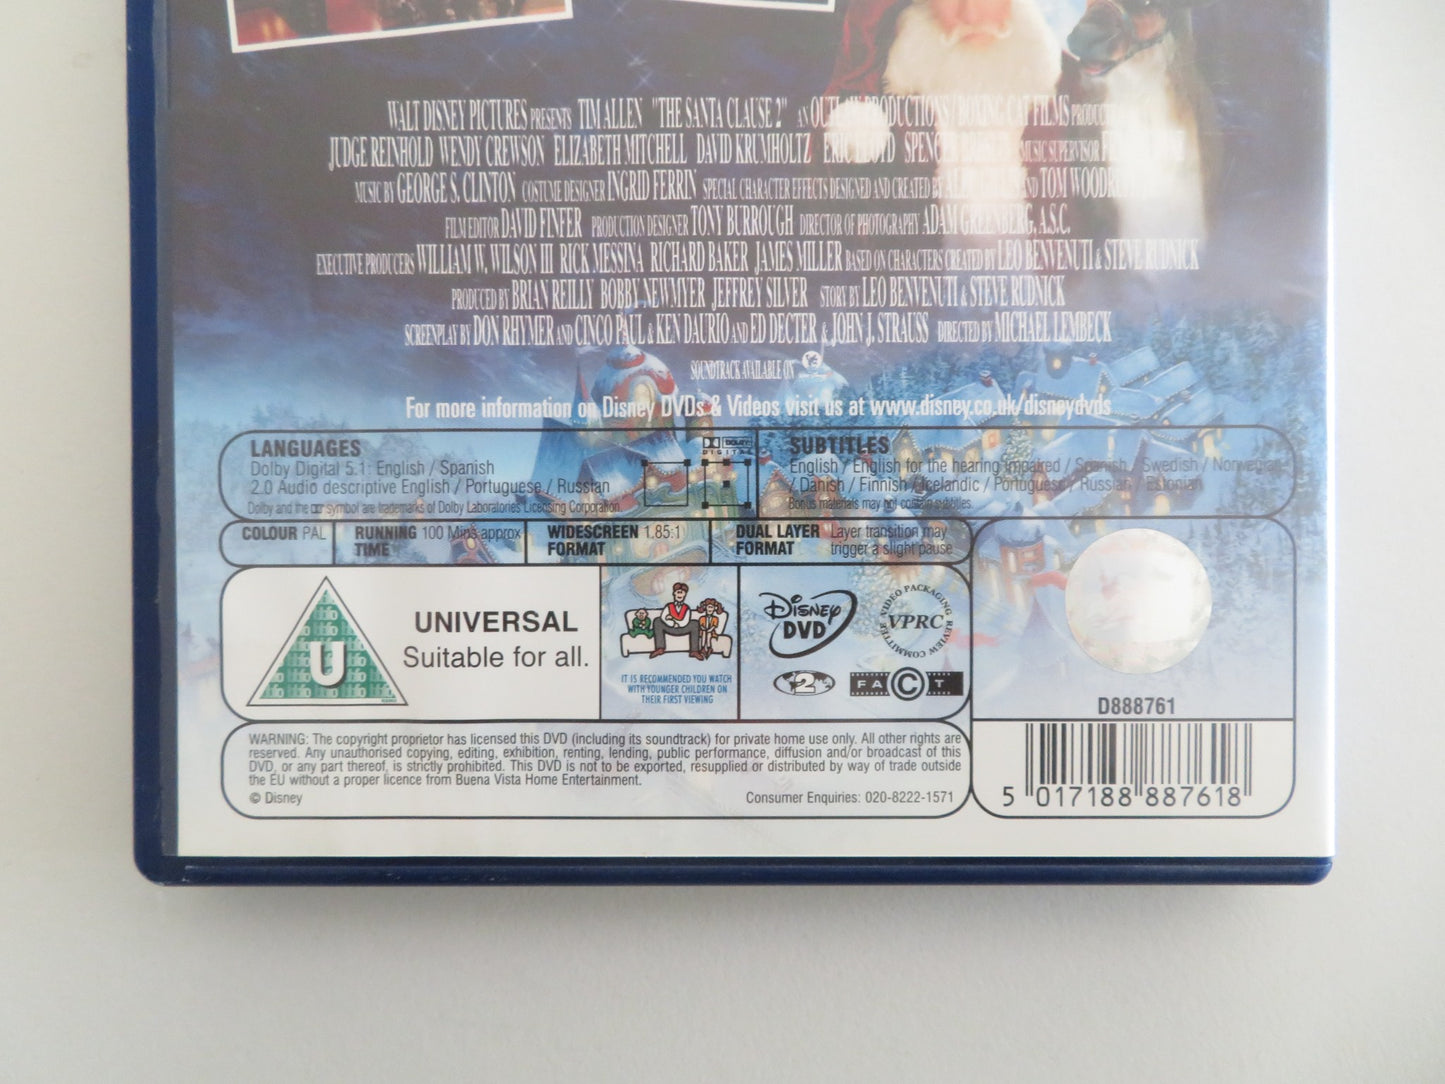 WALT DISNEY PICTURES PRESENTS TIM ALLEN "THE SANTA CLAUSE 2" AN OUTLAW PRODUCTIONS / BOXING CAT FILMS
JUDGE REINHOLD WENDY CREWSON ELIZABETH MITCHELL DAVID KRUMHOLTZ ERIC LLOYD SPENCER MUSIC SUPERVISOR
MUSIC BY GEORGE S. CLINTON COSTUME DESIGNER INGRID FERRIN SPECIAL CHARACTER EFFECTS DESIGNED AND CREATED BY AND TOM
FILM EDITOR DAVID FINFER PRODUCTION DESIGNER TONY BURROUGH DIRECTOR OF PHOTOGRAPHY ADAM GREENBERG, A.S.C.
EXECUTIVE PRODUCERS WILLIAM W. WILSON III RICK MESSINA RICHARD BAKER JAMES MILLER BASED ON CHARACTERS CREATED BY LEO BENVENUTI & STEVE RUDNICK
PRODUCED BY BRIAN REILLY BOBBY NEWMYER JEFFREY SILVER STORY BY LEO BENVENUTI & STEVE RUDNICK
SCREENPLAY BY DON RHYMER AND CINCO PAUL & KEN DAURIO AND ED DECTER & JOHN J. STRAUSS DIRECTED BY MICHAEL LEMBECK
SOUNDTRACK AVAILABLE ON
For more information on Disney DVDs & Videos visit us at www.disney.co.uk/disneydvds
LANGUAGES
Dolby Digital 5.1: English / Spanish
2.0 Audio descriptive English / Portuguese / Russian
Dolby and the symbol are trademarks of Dolby Laboratories Licensing Corporation.
DOLBY
DIGITAL
SUBTITLES
English / English for the hearing impaired / Spanish / Swedish / Norwegian
/ Danish / Finnish / Icelandic / Portuguese / Russian / Estonian
Bonus materials may not contain subtitles.
COLOUR PAL
RUNNING 100 Mins approx
TIME
WIDESCREEN 1.85:1
FORMAT
DUAL LAYER Layer transition may
FORMAT trigger a slight pause
U
UNIVERSAL
Suitable for all.
IT IS RECOMMENDED YOU WATCH
WITH YOUNGER CHILDREN ON
THEIR FIRST VIEWING
DISNEY
DVD
VIDEO PACKAGING REVIEW COMMITTEE
VPRC
2
FACT
D888761
5 017188 887618
WARNING: The copyright proprietor has licensed this DVD (including its soundtrack) for private home use only. All other rights are
reserved. Any unauthorised copying, editing, exhibition, renting, lending, public performance, diffusion and/or broadcast of this
DVD, or any part thereof, is strictly prohibited. This DVD is not to be exported, resupplied or distributed by way of trade outside
the EU without a proper licence from Buena Vista Home Entertainment.
© Disney
Consumer Enquiries: 020-8222-1571